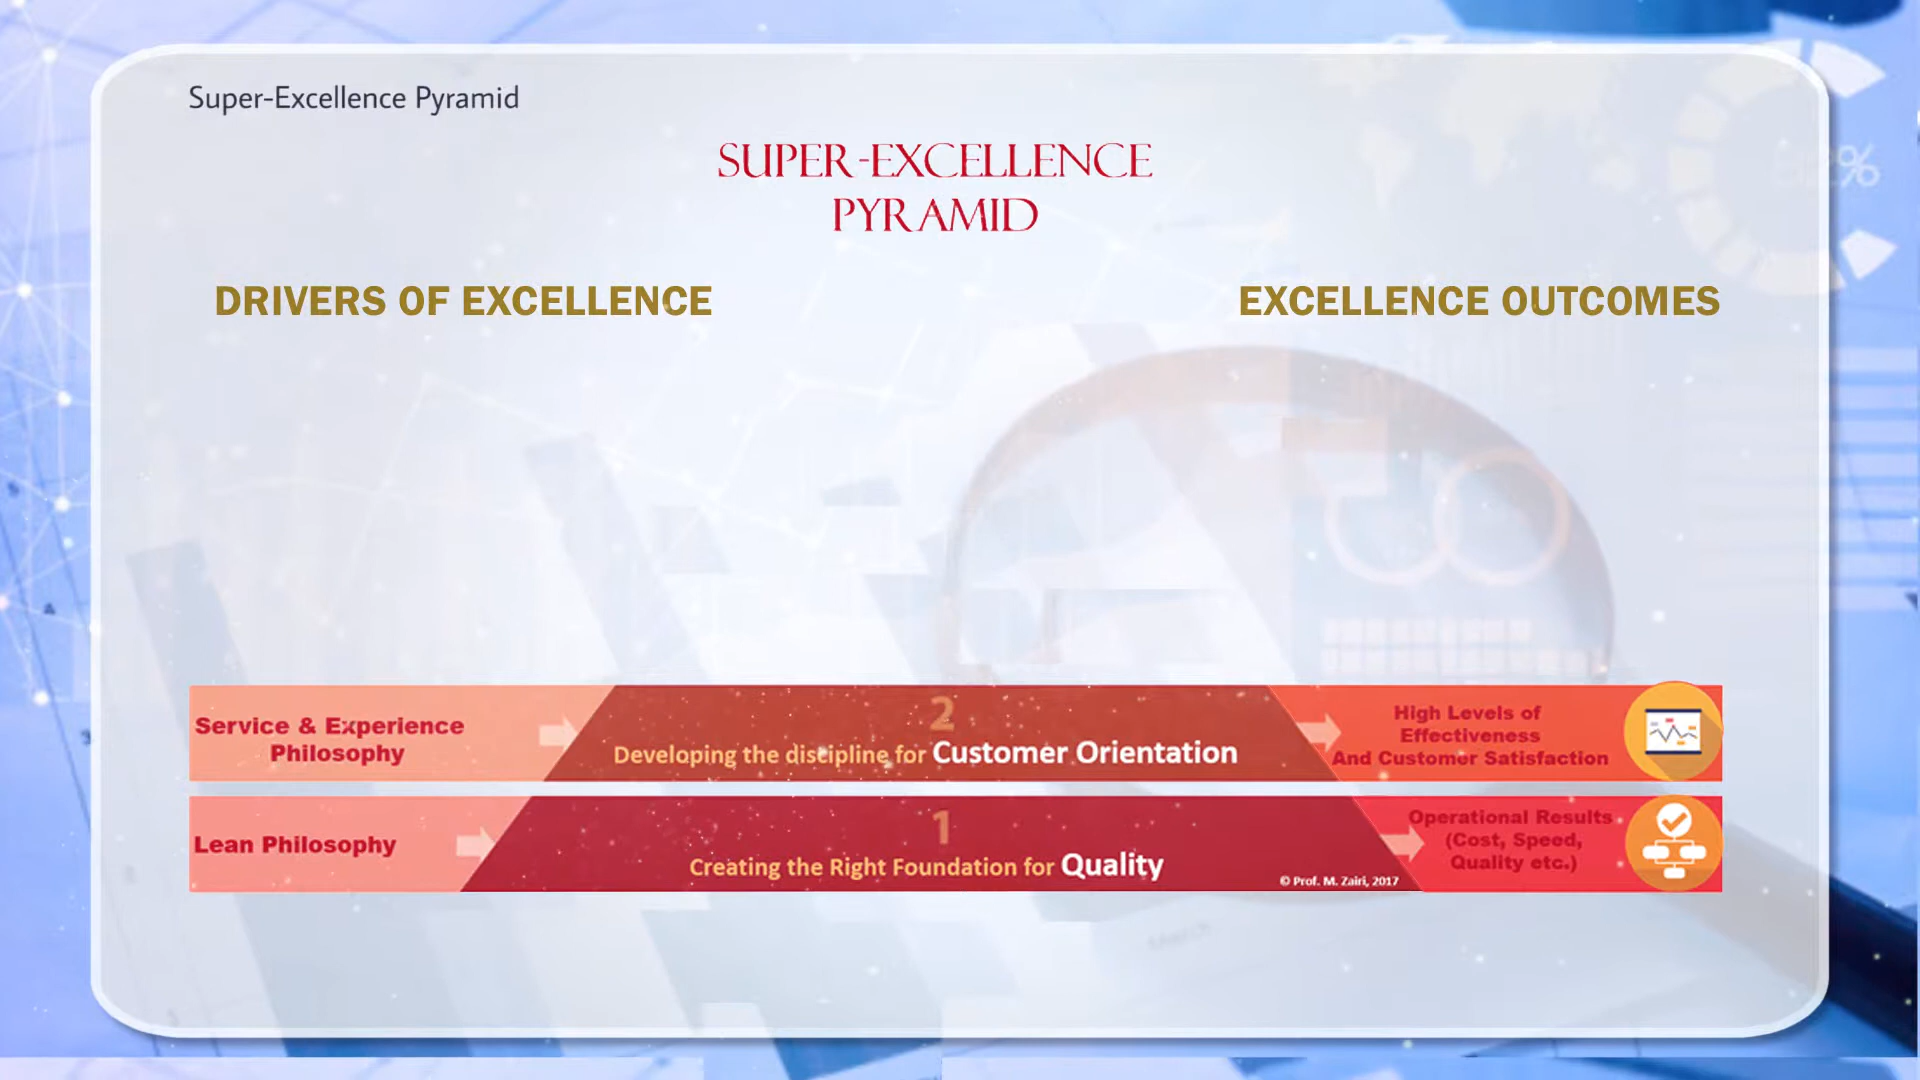 Super-Excellence Pyramid
SUPER-EXCELLENCE
PYRAMID
DRIVERS OF EXCELLENCE
EXCELLENCE OUTCOMES
Service & Experience
Philosophy
2
Developing the discipline for Customer Orientation
High Levels of
Effectiveness
And Customer Satisfaction
Lean Philosophy
1
Creating the Right Foundation for Quality
© Prof. M. Zairi, 2017
Operational Results
(Cost, Speed,
Quality etc.)